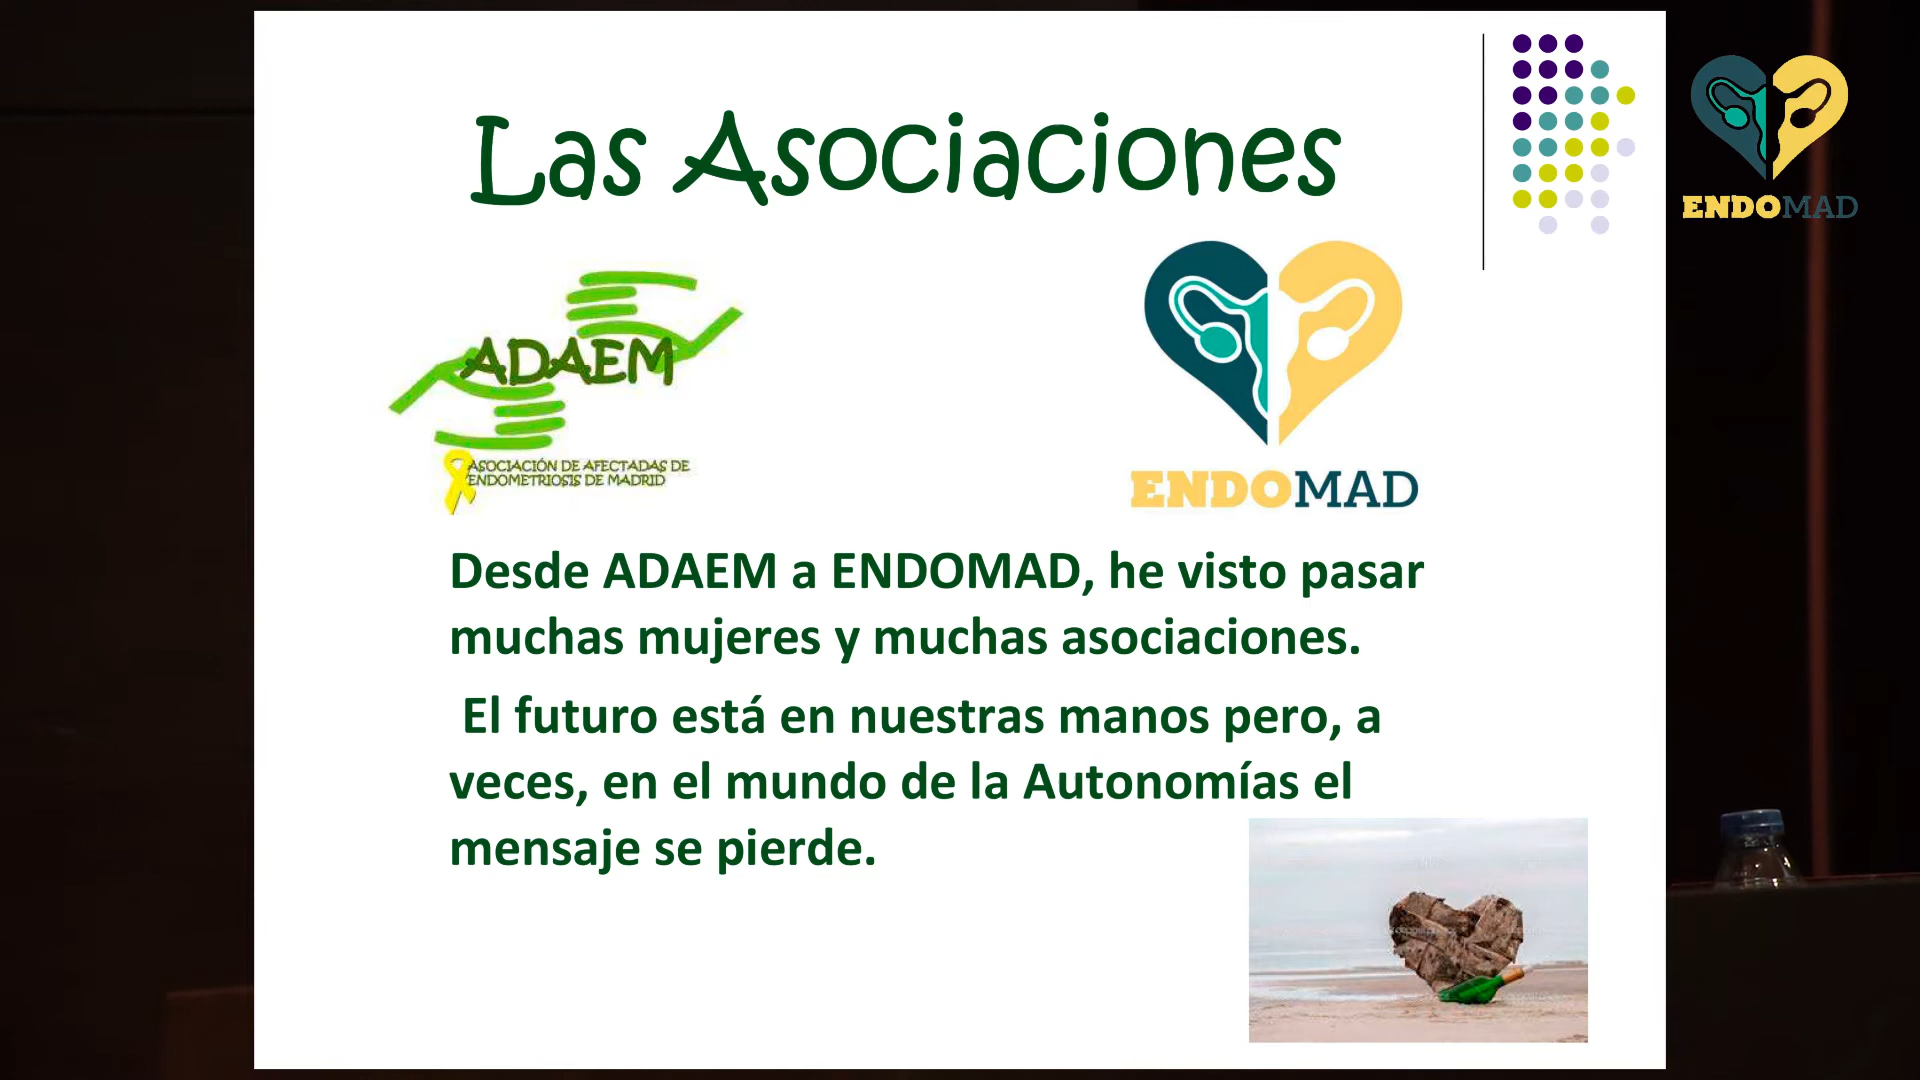 Las Asociaciones
ENDOMAD
ADAEM
ASOCIACIÓN DE AFECTADAS DE
ENDOMETRIOSIS DE MADRID
ENDOMAD
Desde ADAEM a ENDOMAD, he visto pasar
muchas mujeres y muchas asociaciones.
El futuro está en nuestras manos pero, a
veces, en el mundo de la Autonomías el
mensaje se pierde.